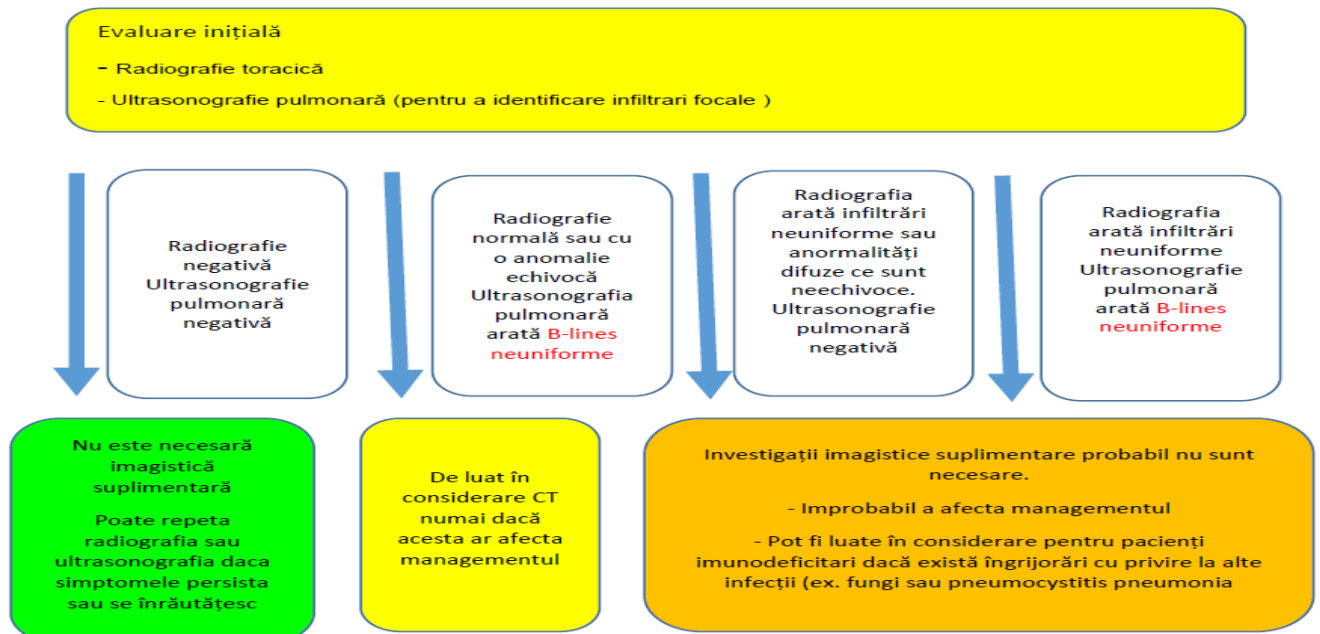 Evaluare inițială
- Radiografie toracică
- Ultrasonografie pulmonară (pentru a identificare infiltrari focale )
Radiografie
negativă
Ultrasonografie
pulmonară
negativă
Radiografie
normală sau cu
o anomalie
echivocă
Ultrasonografia
pulmonară
arată B-lines
neuniforme
Radiografia
arată infiltrări
neuniforme sau
anormalități
difuze ce sunt
neechivoce.
Ultrasonografie
pulmonară
negativă
Radiografia
arată infiltrări
neuniforme
Ultrasonografie
pulmonară
arată B-lines
neuniforme
Nu este necesară
imagistică
suplimentară
Poate repeta
radiografia sau
ultrasonografia daca
simptomele persista
sau se înrăutățesc
De luat în
considerare CT
numai dacă
acesta ar afecta
managementul
Investigații imagistice suplimentare probabil nu sunt
necesare.
- Improbabil a afecta managementul
- Pot fi luate în considerare pentru pacienți
imunodeficitari dacă există îngrijorări cu privire la alte
infecții (ex. fungi sau pneumocystitis pneumonia